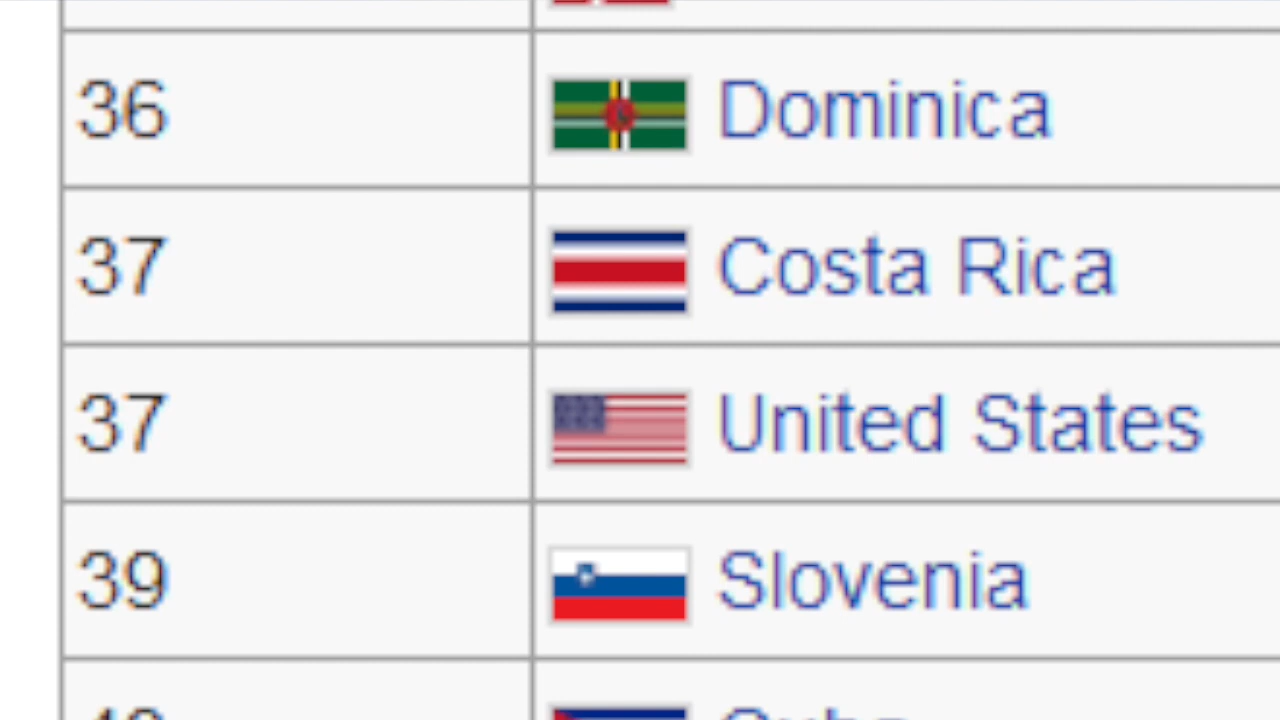 36 Dominica
37 Costa Rica
37 United States
39 Slovenia